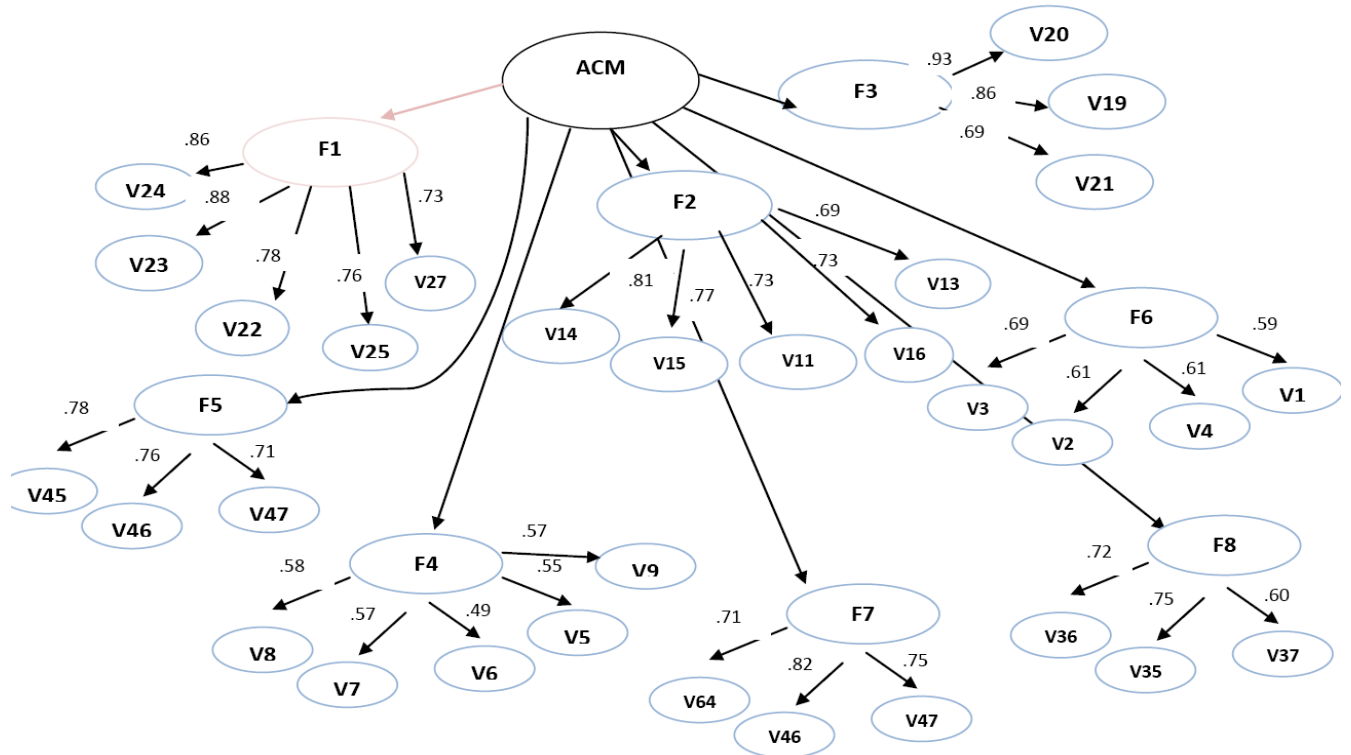 ACM
F3
V20
.93
.86
V19
.69
V21
F1
.86
V24
.88
V23
.78
V22
.76
V25
.73
V27
F2
.69
V13
.73
V16
.73
V11
.77
V15
.81
V14
F6
.69
V3
.61
V2
.61
V4
.59
V1
F5
.78
V45
.76
V46
.71
V47
F4
.58
V8
.57
V7
.49
V6
.55
V5
.57
V9
F7
.71
V64
.82
V46
.75
V47
F8
.72
V36
.75
V35
.60
V37